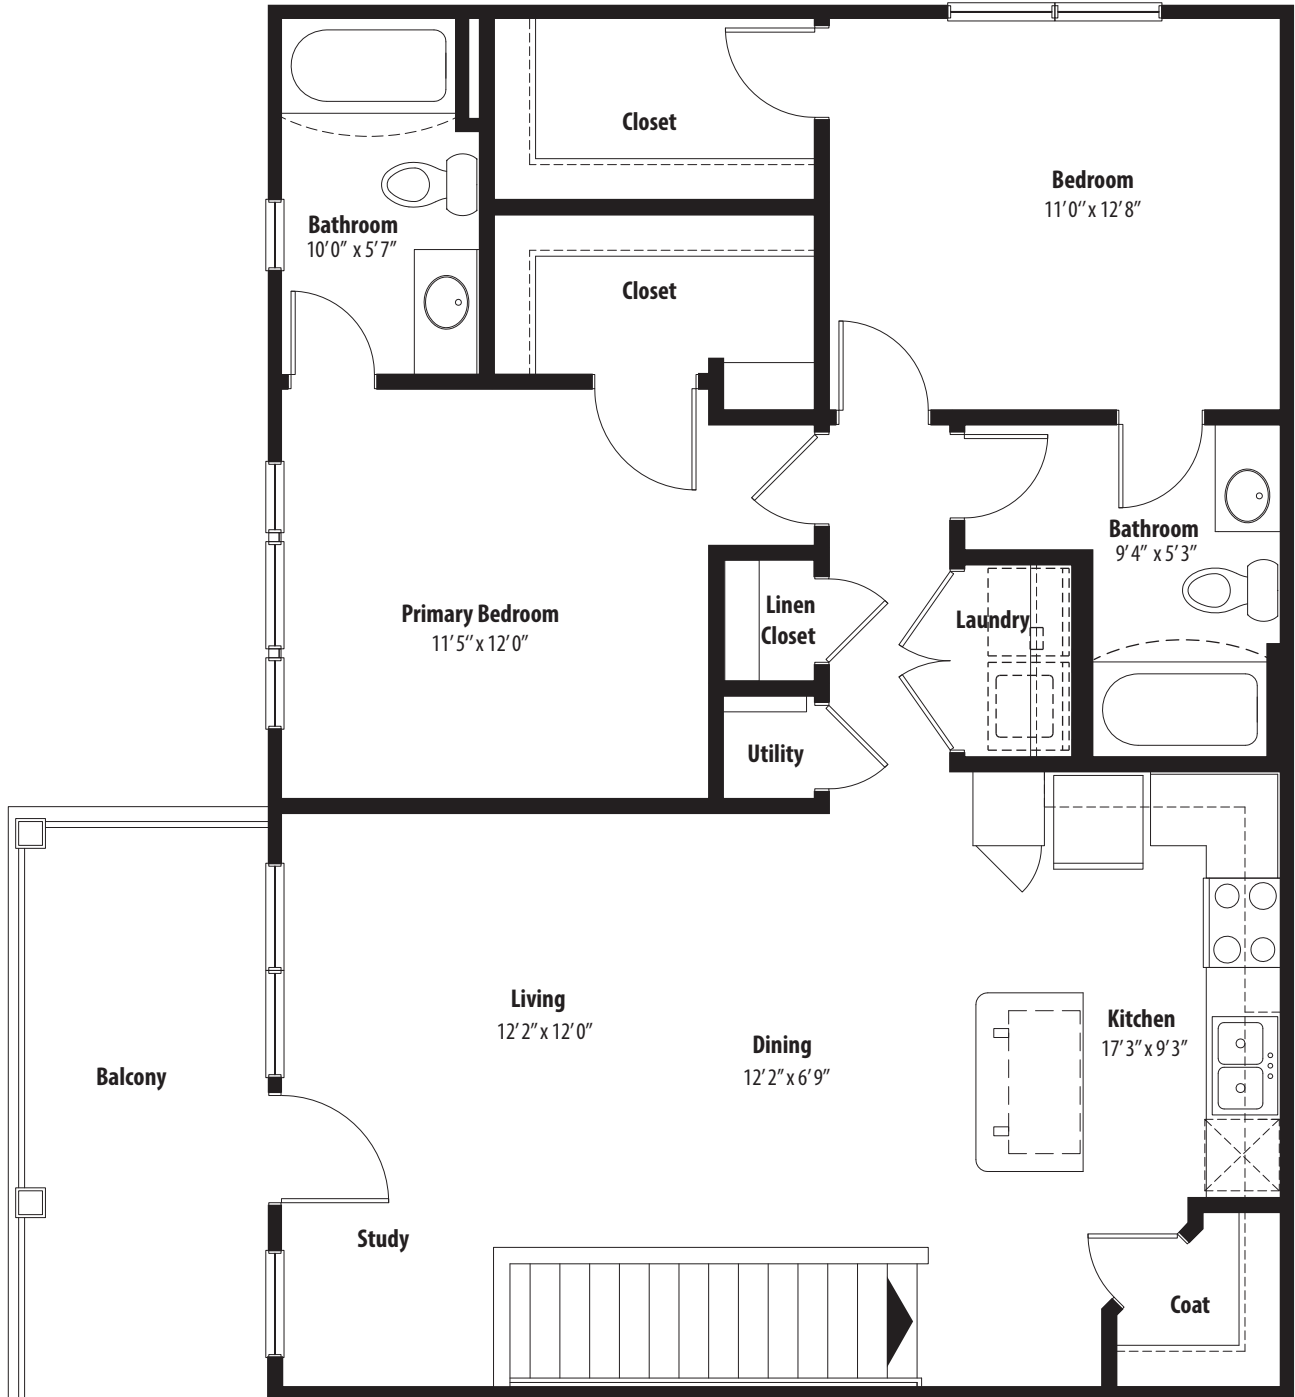 Closet
Bedroom
11'0" x 12'8"
Bathroom
10'0" x 5'7"
Closet
Bathroom
9'4" x 5'3"
Primary Bedroom
11'5" x 12'0"
Linen
Closet
Laundry
Utility
Living
12'2" x 12'0"
Dining
12'2" x 6'9"
Kitchen
17'3" x 9'3"
Balcony
Study
Coat